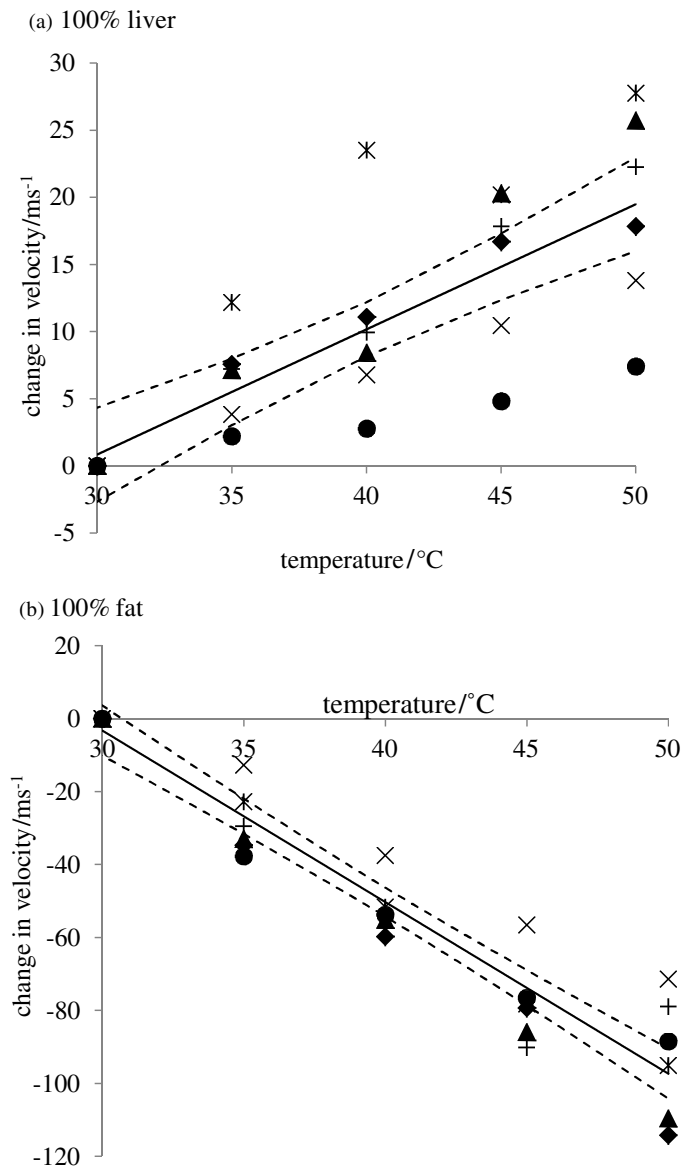 (a) 100% liver
30
25
20
15
10
5
0
-5
30 35 40 45 50
change in velocity/ms⁻¹
temperature/°C
(b) 100% fat
20
0
-20
-40
-60
-80
-100
-120
temperature/°C
30 35 40 45 50
change in velocity/ms⁻¹